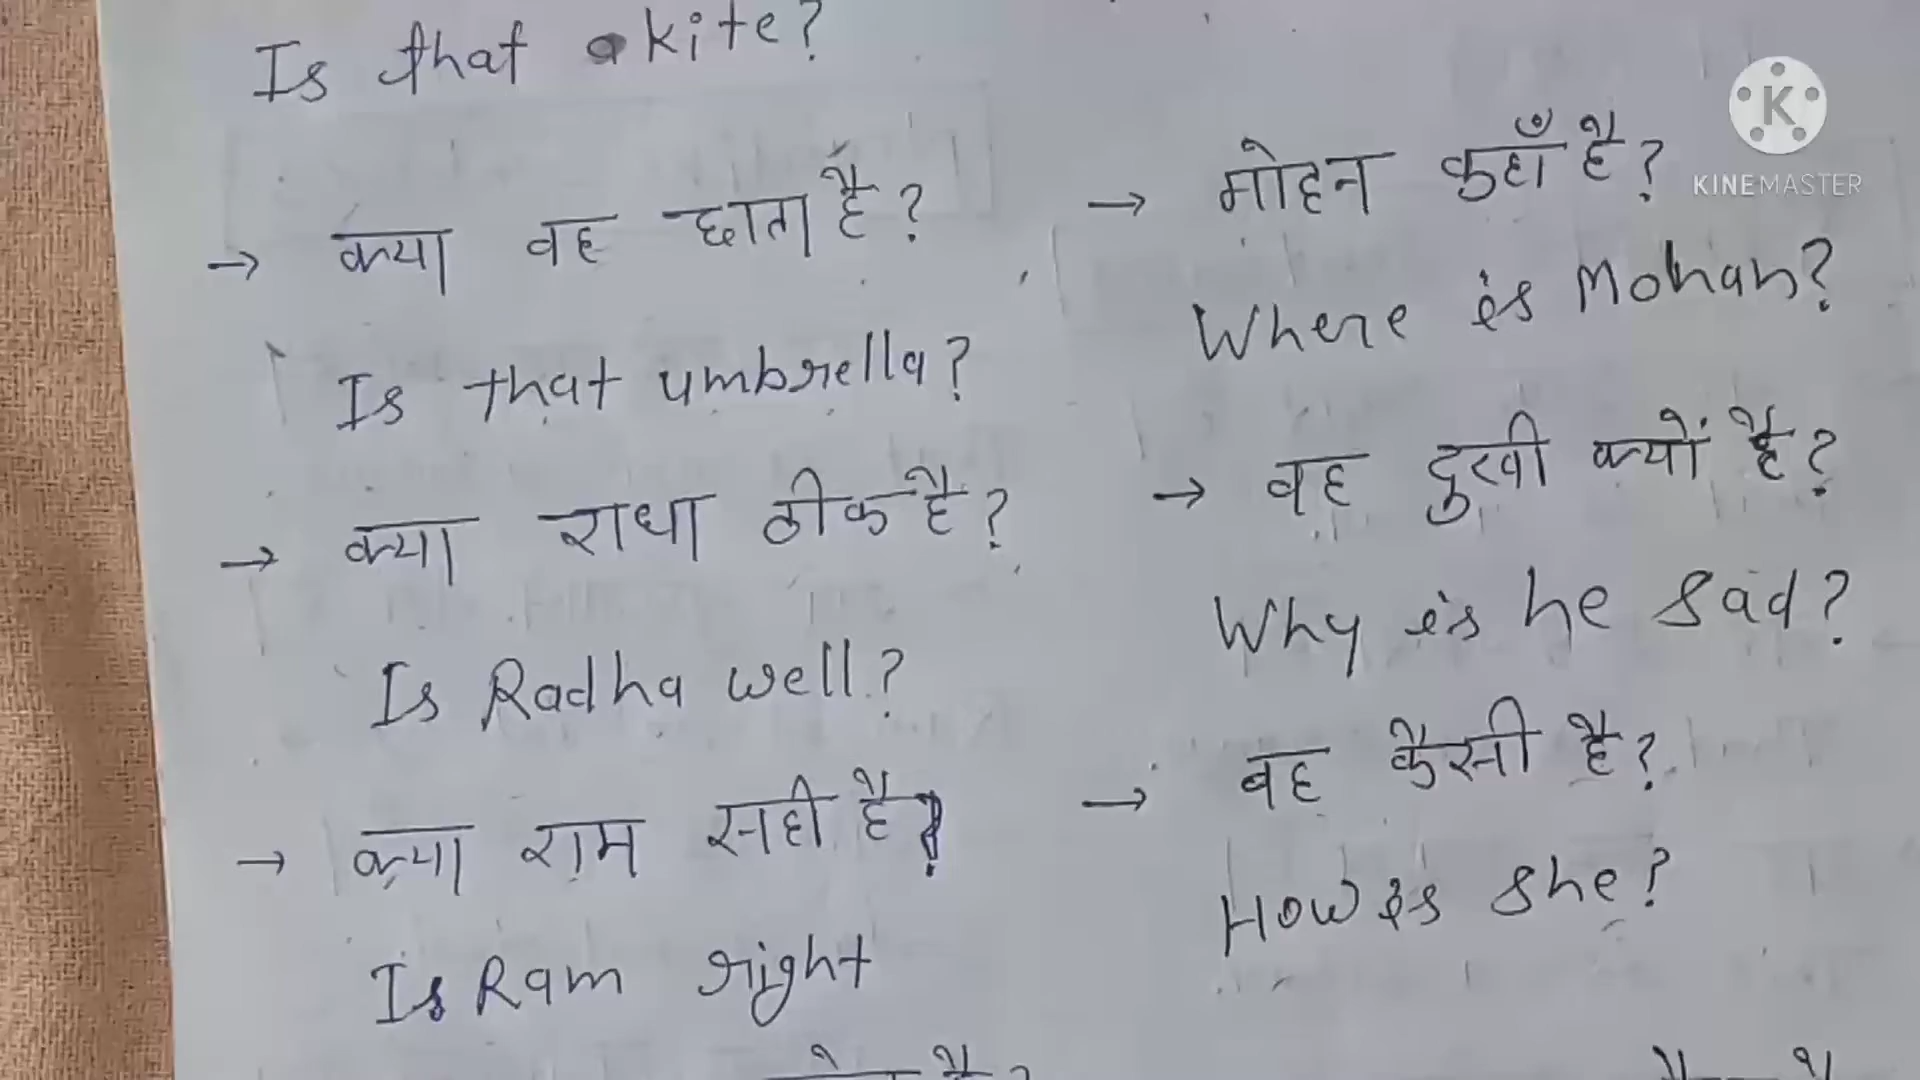 Is that a kite?
→ क्या वह छाता है?
Is that umbrella?
→ क्या राधा ठीक है?
Is Radha well?
→ क्या राम सही है?
Is Ram right
→ मोहन कहाँ है?
Where is Mohan?
→ वह दुखी क्यों है?
Why is he sad?
→ वह कैसी है?
How is she?
K
KINEMASTER